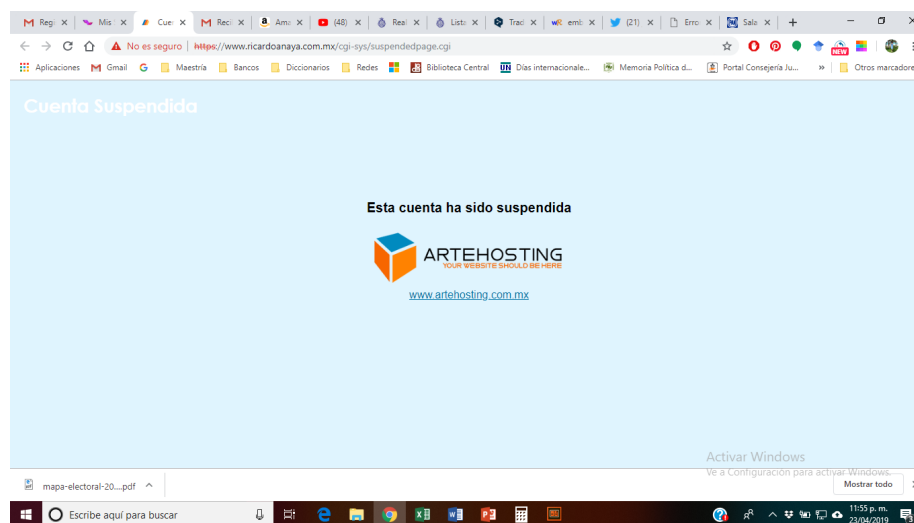 Regi
Mis
Cue
Reci
Ama
(48)
Real
Lista
Trad
wR emb
(21)
Erro
Sala
No es seguro | https://www.ricardoanaya.com.mx/cgi-sys/suspendedpage.cgi
NEW
Aplicaciones
Gmail
Maestría
Bancos
Diccionarios
Redes
Biblioteca Central
Días internacionale...
Memoria Política d...
Portal Consejería Ju...
»
Otros marcadore
Cuenta Suspendida
Esta cuenta ha sido suspendida
ARTEHOSTING
YOUR WEBSITE SHOULD BE HERE
www.artehosting.com.mx
Activar Windows
Ve a Configuración para activar Windows.
mapa-electoral-20....pdf
Mostrar todo
Escribe aquí para buscar
11:55 p. m.
23/04/2019